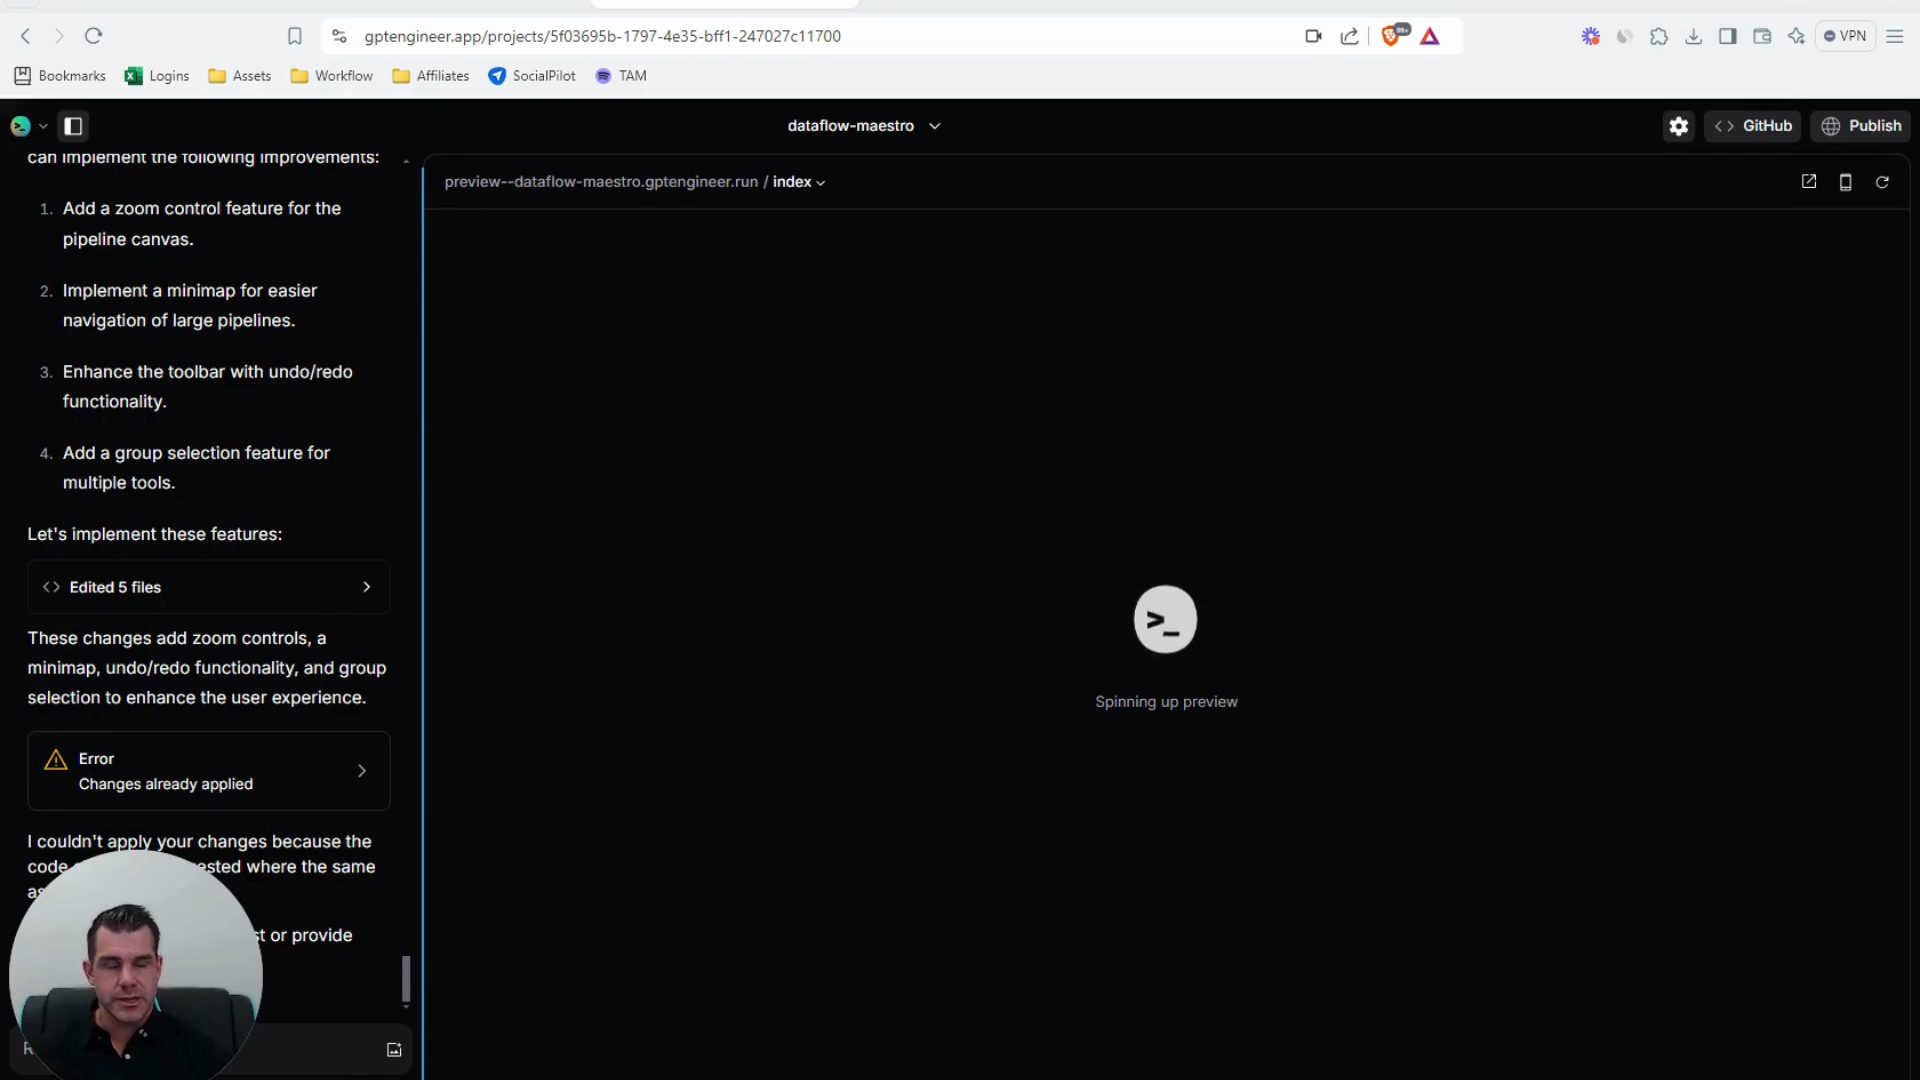 gptengineer.app/projects/5f03695b-1797-4e35-bff1-247027c11700
99+
VPN
Bookmarks
Logins
Assets
Workflow
Affiliates
SocialPilot
TAM
dataflow-maestro
GitHub
Publish
can implement the following improvements:
1. Add a zoom control feature for the
pipeline canvas.
2. Implement a minimap for easier
navigation of large pipelines.
3. Enhance the toolbar with undo/redo
functionality.
4. Add a group selection feature for
multiple tools.
Let's implement these features:
<> Edited 5 files
These changes add zoom controls, a
minimap, undo/redo functionality, and group
selection to enhance the user experience.
Error
Changes already applied
I couldn't apply your changes because the
code where the same
or provide
preview--dataflow-maestro.gptengineer.run / index
>_
Spinning up preview